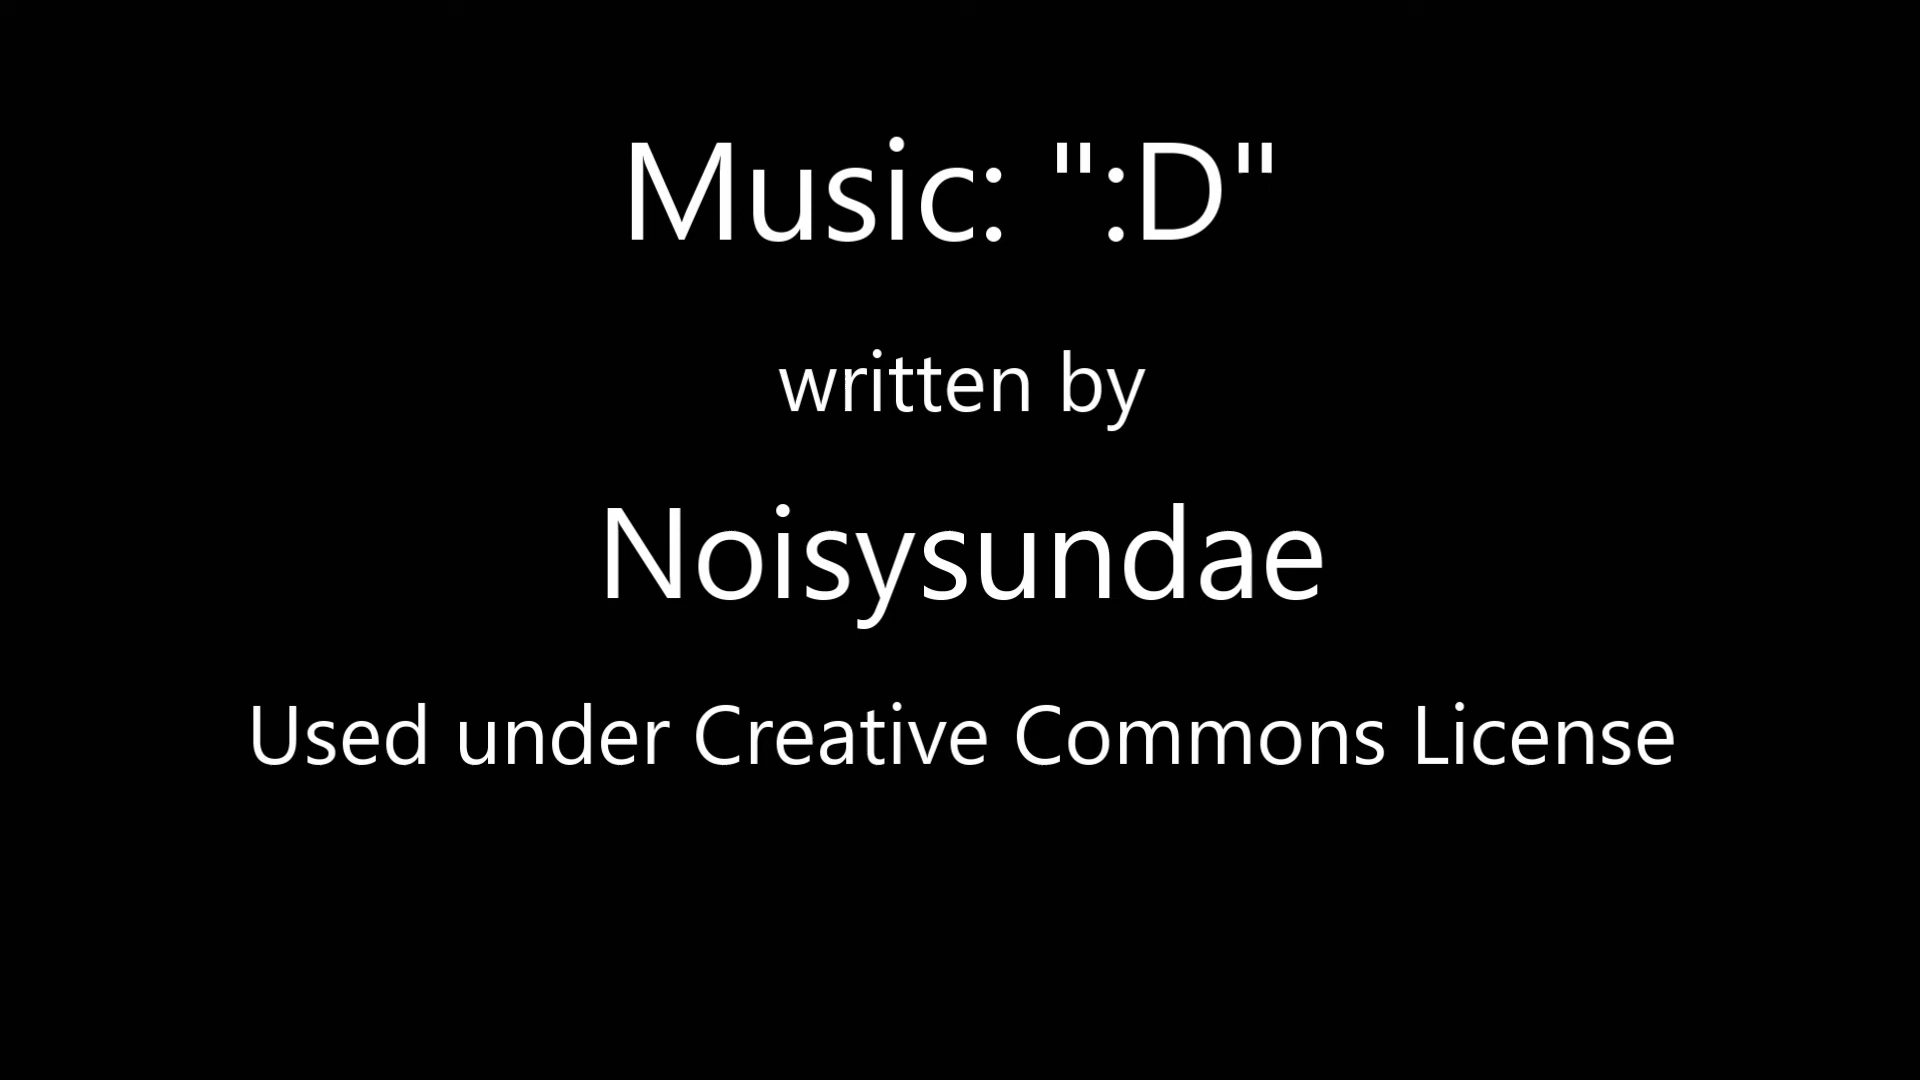 Music: ":D"
written by
Noisysundae
Used under Creative Commons License